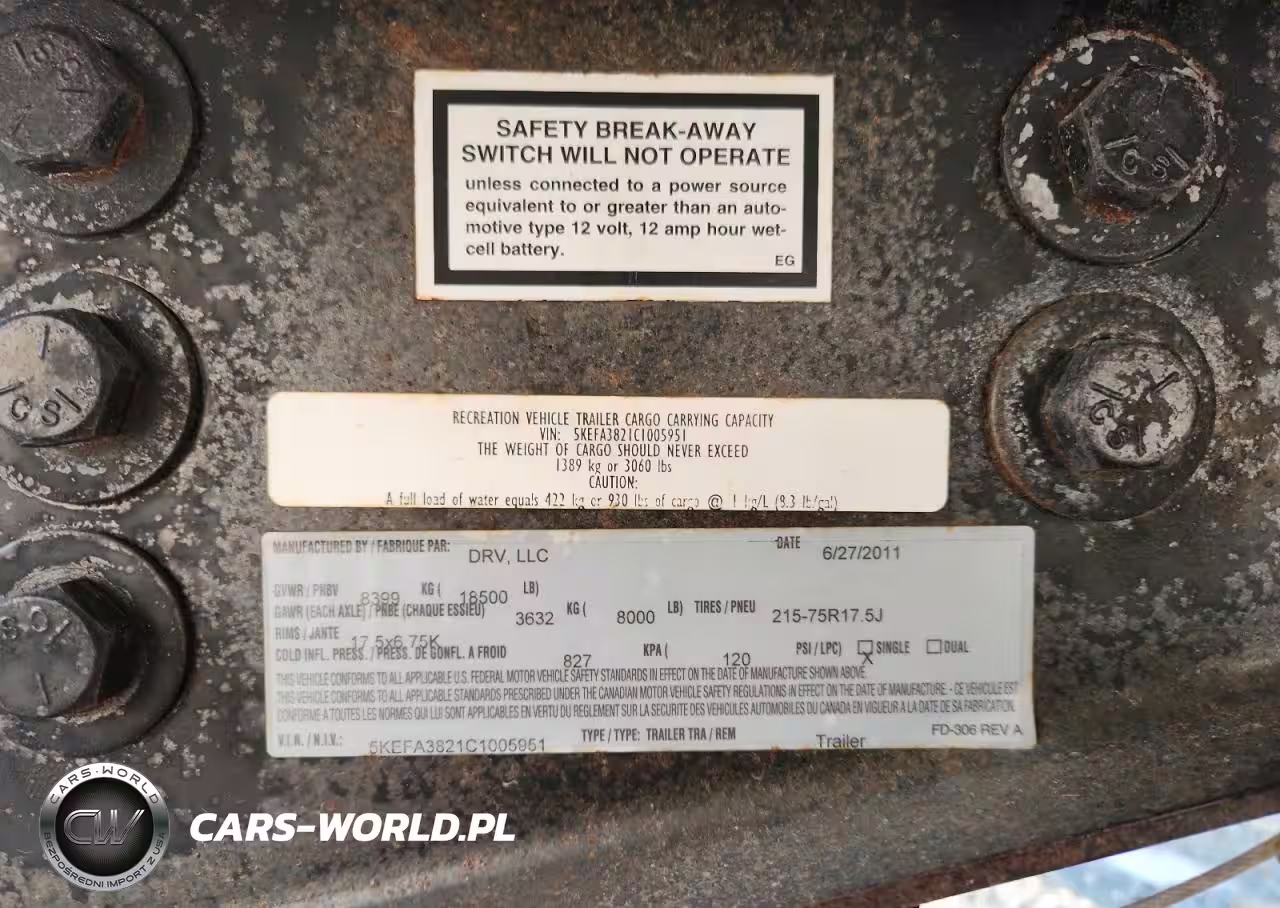 SAFETY BREAK-AWAY
SWITCH WILL NOT OPERATE
unless connected to a power source
equivalent to or greater than an auto-
motive type 12 volt, 12 amp hour wet-
cell battery.
EG
RECREATION VEHICLE TRAILER CARGO CARRYING CAPACITY
VIN: 5KEFA3821C1005951
THE WEIGHT OF CARGO SHOULD NEVER EXCEED
1389 kg or 3060 lbs
CAUTION:
A full load of water equals 422 kg or 930 lbs of cargo @ 1 kg/L (8.3 lb/gal)
MANUFACTURED BY / FABRIQUE PAR: DRV, LLC DATE 6/27/2011
GVWR / PNBV 8399 KG ( 18500 LB)
GAWR (EACH AXLE) / PNBE (CHAQUE ESSIEU) 3632 KG ( 8000 LB) TIRES / PNEU 215-75R17.5J
RIMS / JANTE 17.5x6.75K
COLD INFL. PRESS. / PRESS. DE GONFL. A FROID 827 KPA ( 120 PSI / LPC) X SINGLE DUAL
THIS VEHICLE CONFORMS TO ALL APPLICABLE U.S. FEDERAL MOTOR VEHICLE SAFETY STANDARDS IN EFFECT ON THE DATE OF MANUFACTURE SHOWN ABOVE.
THIS VEHICLE CONFORMS TO ALL APPLICABLE STANDARDS PRESCRIBED UNDER THE CANADIAN MOTOR VEHICLE SAFETY REGULATIONS IN EFFECT ON THE DATE OF MANUFACTURE. - CE VEHICULE EST
CONFORME A TOUTES LES NORMES QUI LUI SONT APPLICABLES EN VERTU DU REGLEMENT SUR LA SECURITE DES VEHICULES AUTOMOBILES DU CANADA EN VIGUEUR A LA DATE DE SA FABRICATION.
V.I.N. / N.I.V.: 5KEFA3821C1005951 TYPE / TYPE: TRAILER TRA / REM Trailer FD-306 REV A
CSI
CSI
CSI
CARS-WORLD
CW
BEZPOŚREDNI IMPORT Z USA
CARS-WORLD.PL